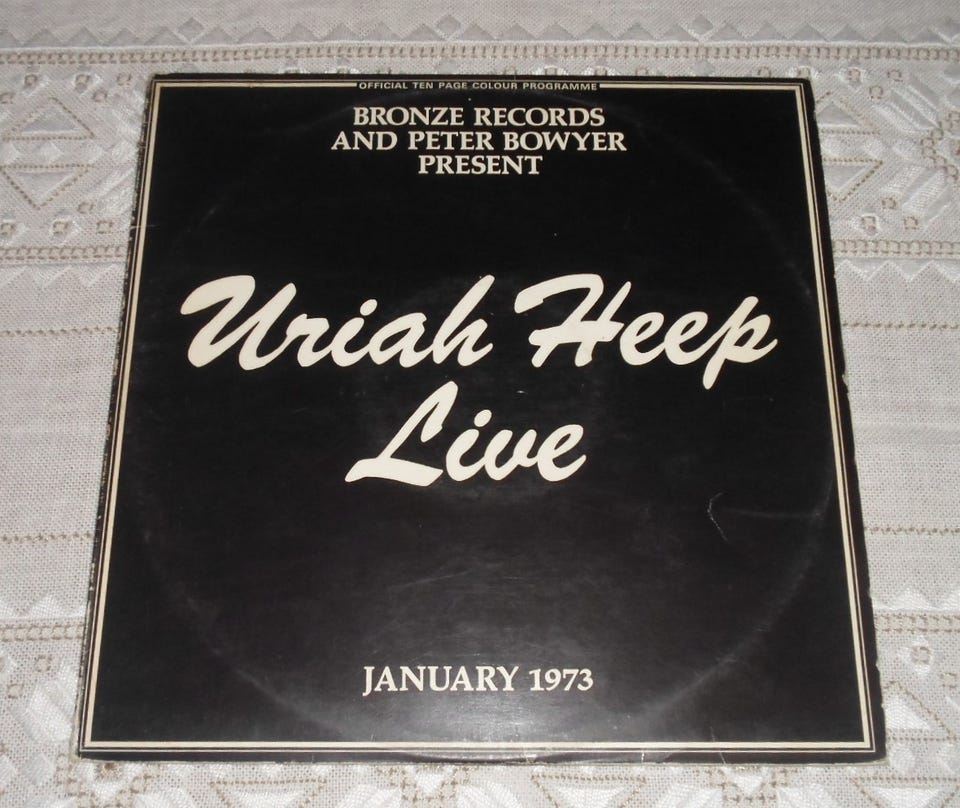 OFFICIAL TEN PAGE COLOUR PROGRAMME
BRONZE RECORDS
AND PETER BOWYER
PRESENT
Uriah Heep
Live
JANUARY 1973